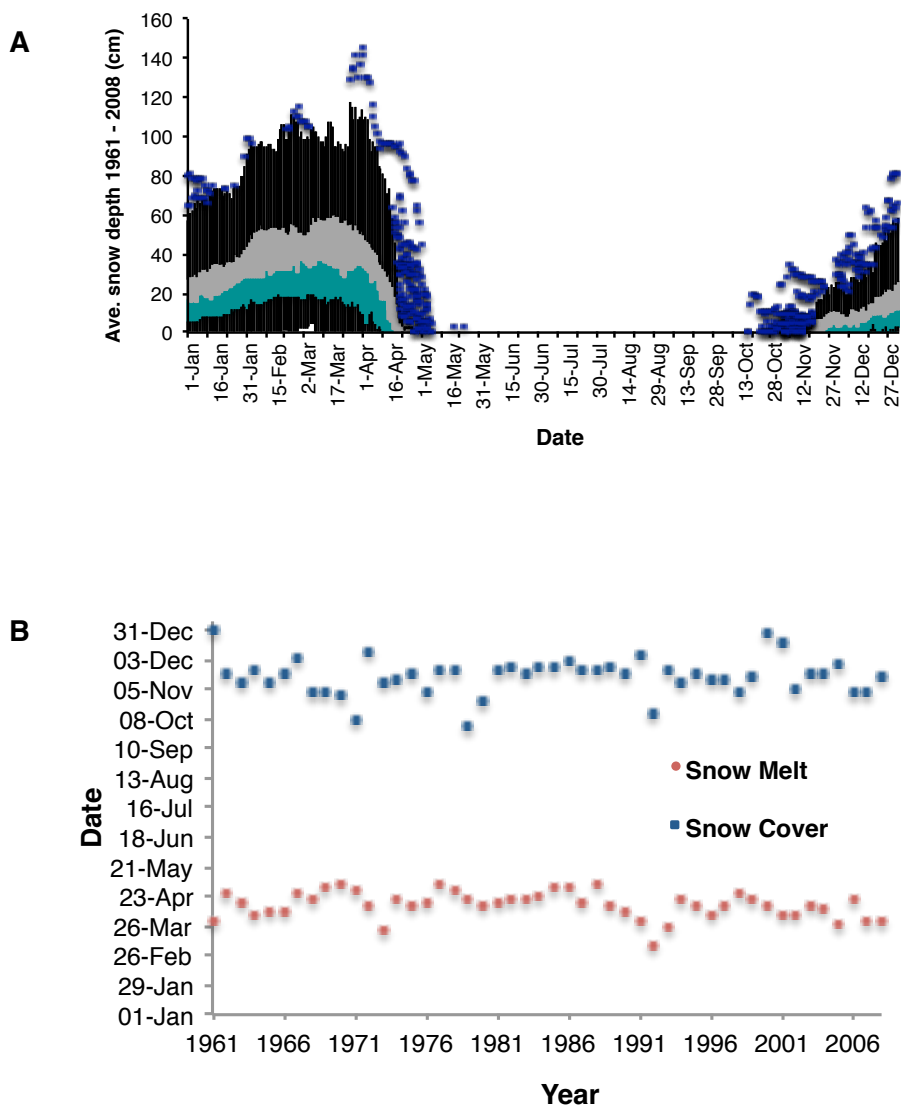 A
Ave. snow depth 1961 - 2008 (cm)
160
140
120
100
80
60
40
20
0
1-Jan
16-Jan
31-Jan
15-Feb
2-Mar
17-Mar
1-Apr
16-Apr
1-May
16-May
31-May
15-Jun
30-Jun
15-Jul
30-Jul
14-Aug
29-Aug
13-Sep
28-Sep
13-Oct
28-Oct
12-Nov
27-Nov
12-Dec
27-Dec
Date
B
Date
31-Dec
03-Dec
05-Nov
08-Oct
10-Sep
13-Aug
16-Jul
18-Jun
21-May
23-Apr
26-Mar
26-Feb
29-Jan
01-Jan
Snow Melt
Snow Cover
1961 1966 1971 1976 1981 1986 1991 1996 2001 2006
Year